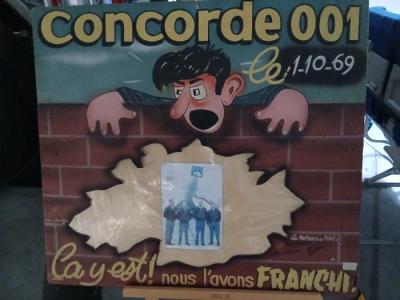 CONCORDE 001
le 1-10-69
Ça y est! nous l'avons FRANCHI